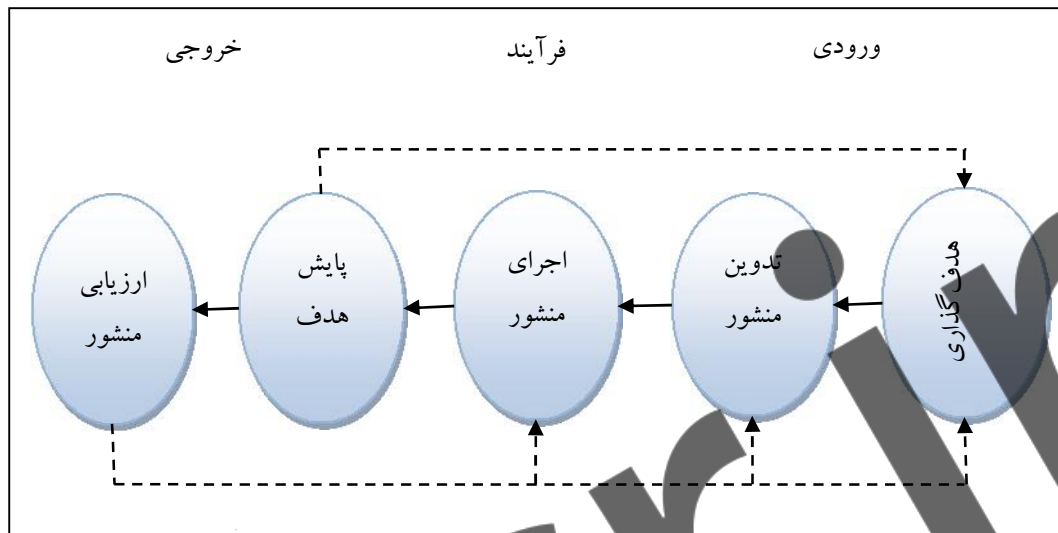 ورودی
فرآیند
خروجی
هدف گذاری
تدوین
منشور
اجرای
منشور
پایش
هدف
ارزیابی
منشور